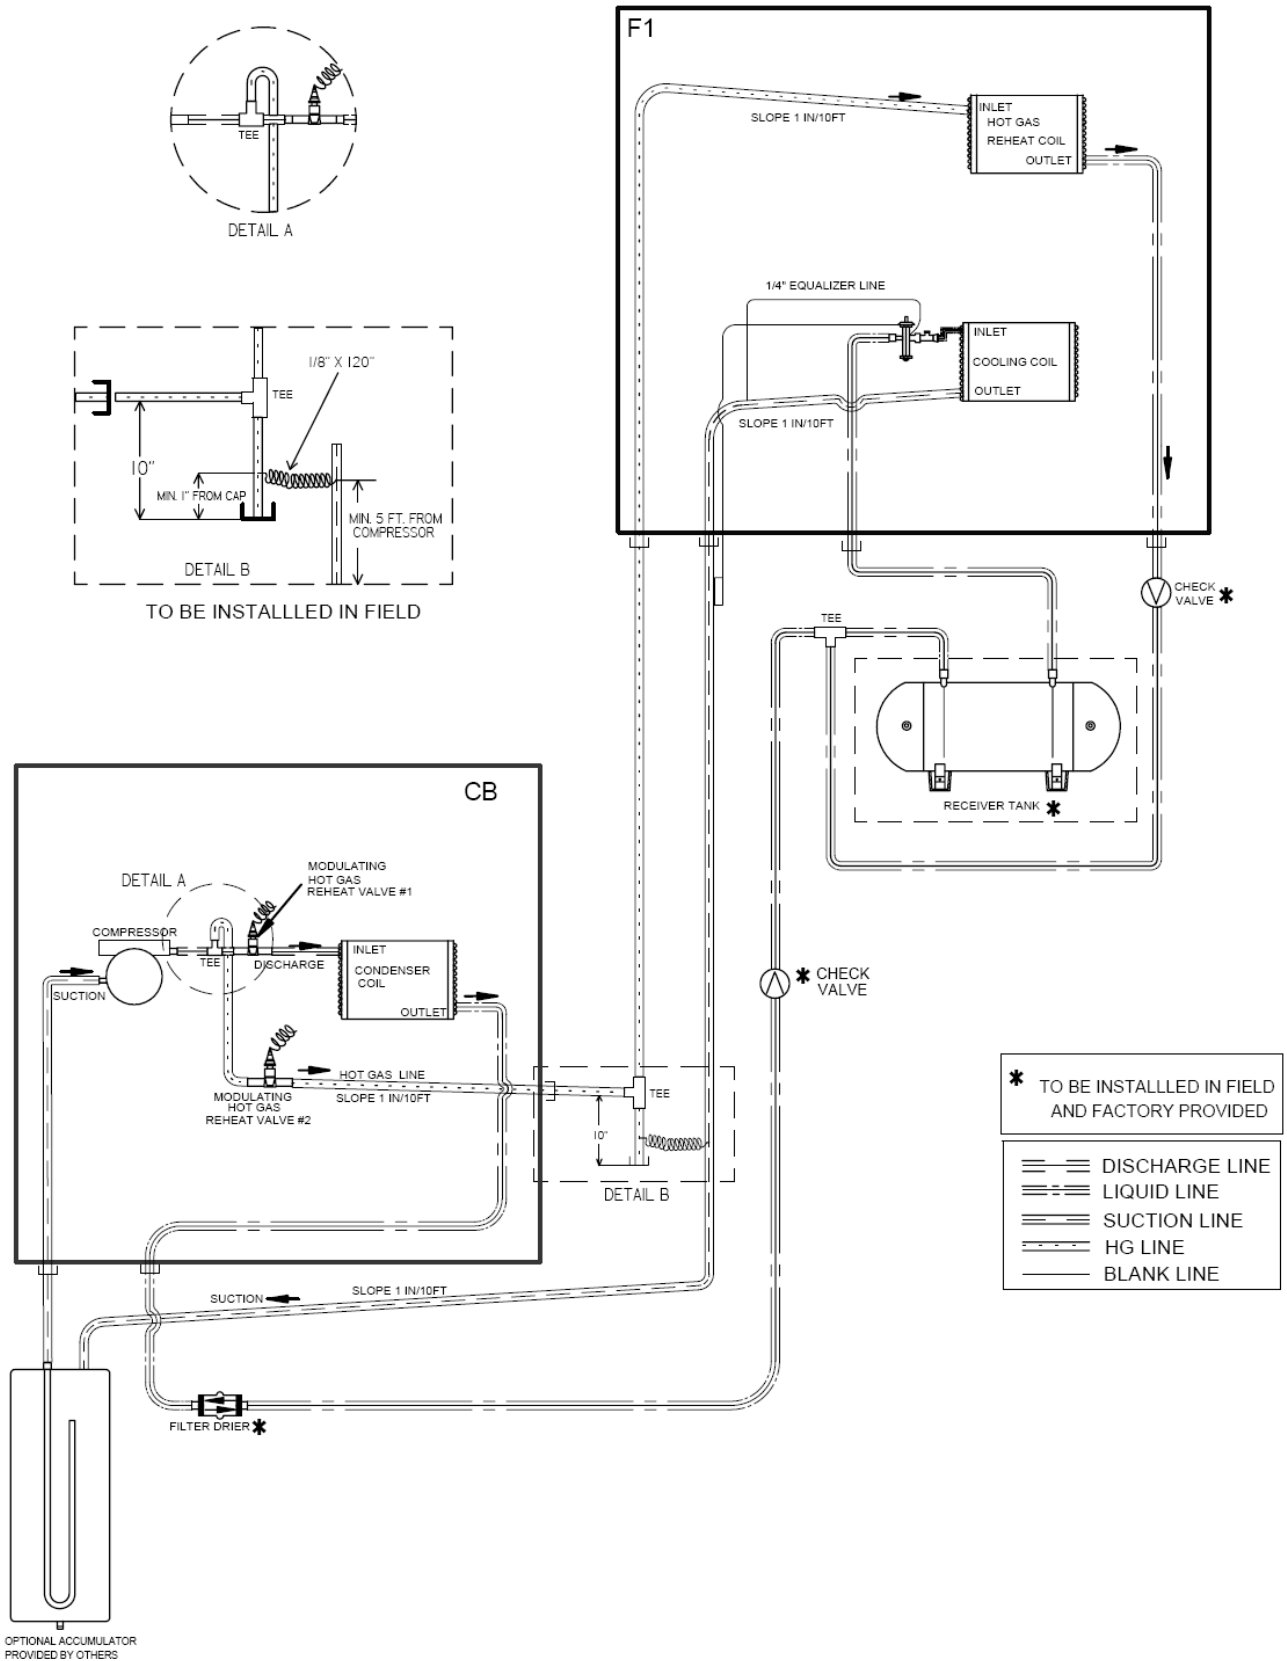 F1
INLET
HOT GAS
REHEAT COIL
OUTLET
SLOPE 1 IN/10FT
TEE
DETAIL A
1/4" EQUALIZER LINE
INLET
COOLING COIL
OUTLET
SLOPE 1 IN/10FT
1/8" X 120"
TEE
10"
MIN. 1" FROM CAP
MIN. 5 FT. FROM
COMPRESSOR
DETAIL B
TO BE INSTALLLED IN FIELD
CHECK
VALVE *
TEE
RECEIVER TANK *
CB
MODULATING
HOT GAS
REHEAT VALVE #1
DETAIL A
COMPRESSOR
TEE
DISCHARGE
INLET
CONDENSER
COIL
OUTLET
SUCTION
* CHECK
VALVE
HOT GAS LINE
SLOPE 1 IN/10FT
MODULATING
HOT GAS
REHEAT VALVE #2
TEE
10"
DETAIL B
* TO BE INSTALLLED IN FIELD
AND FACTORY PROVIDED
DISCHARGE LINE
LIQUID LINE
SUCTION LINE
HG LINE
BLANK LINE
SUCTION
SLOPE 1 IN/10FT
FILTER DRIER *
OPTIONAL ACCUMULATOR
PROVIDED BY OTHERS